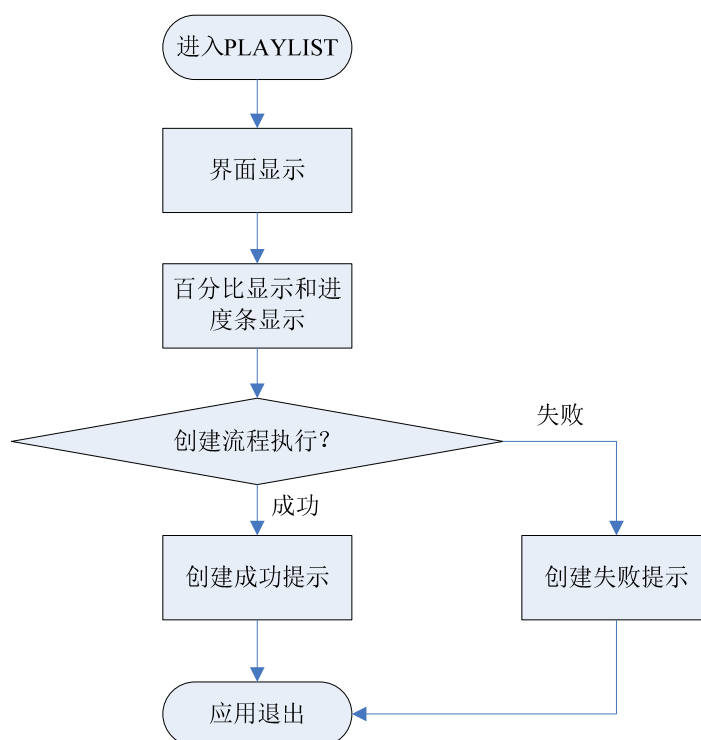 进入PLAYLIST
界面显示
百分比显示和进
度条显示
创建流程执行？
失败
成功
创建成功提示
创建失败提示
应用退出